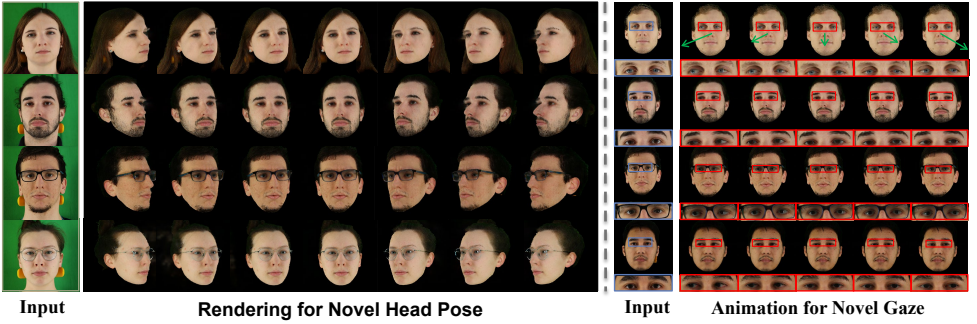 Input
Rendering for Novel Head Pose
Input
Animation for Novel Gaze